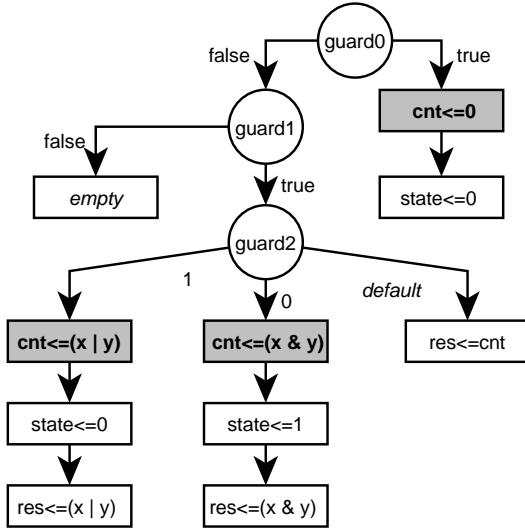 guard0
false
true
guard1
cnt<=0
false
true
empty
state<=0
guard2
1
0
default
cnt<=(x | y)
cnt<=(x & y)
res<=cnt
state<=0
state<=1
res<=(x | y)
res<=(x & y)